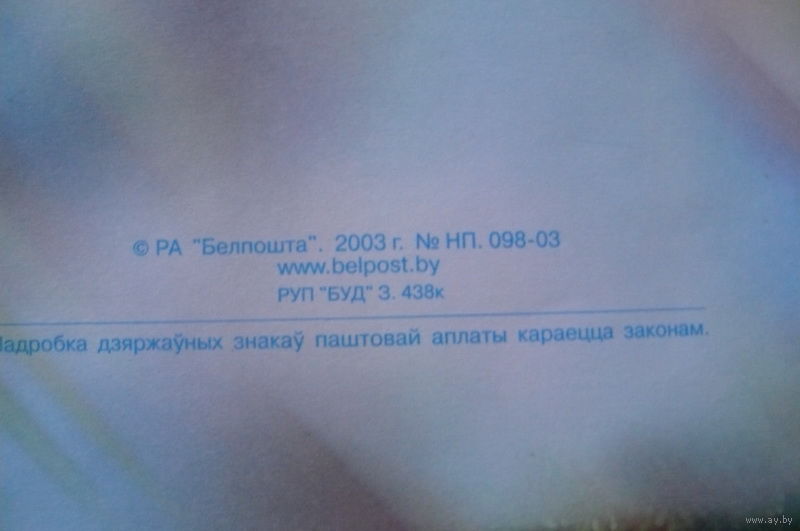 © РА "Белпошта". 2003 г. № НП. 098-03
www.belpost.by
РУП "БУД" З. 438к
Падробка дзяржаўных знакаў паштовай аплаты караецца законам.
www.ay.by